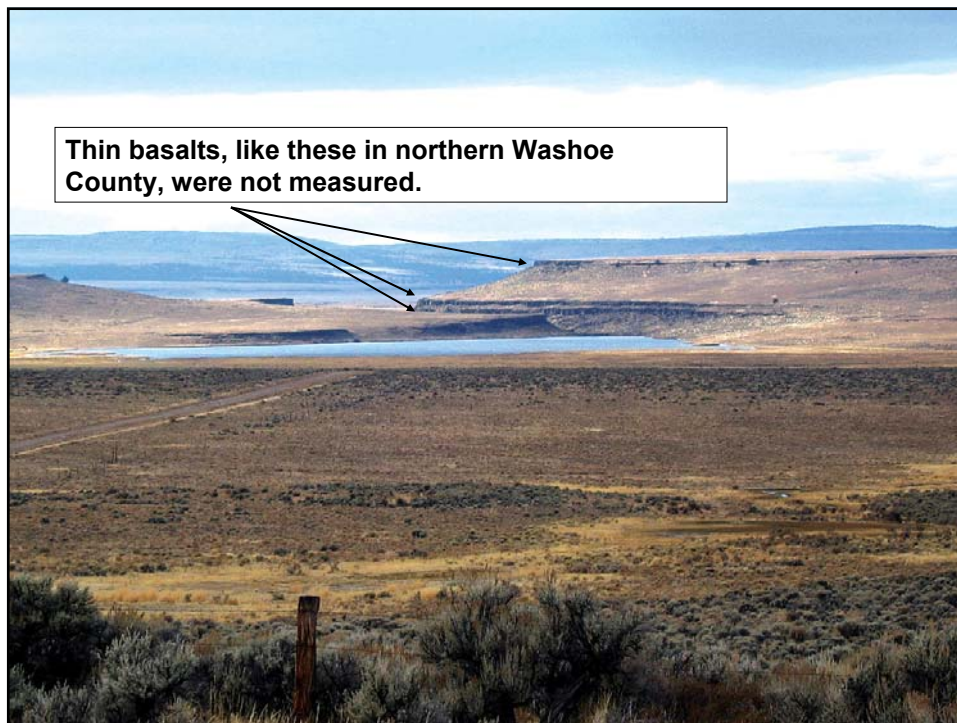 Thin basalts, like these in northern Washoe
County, were not measured.